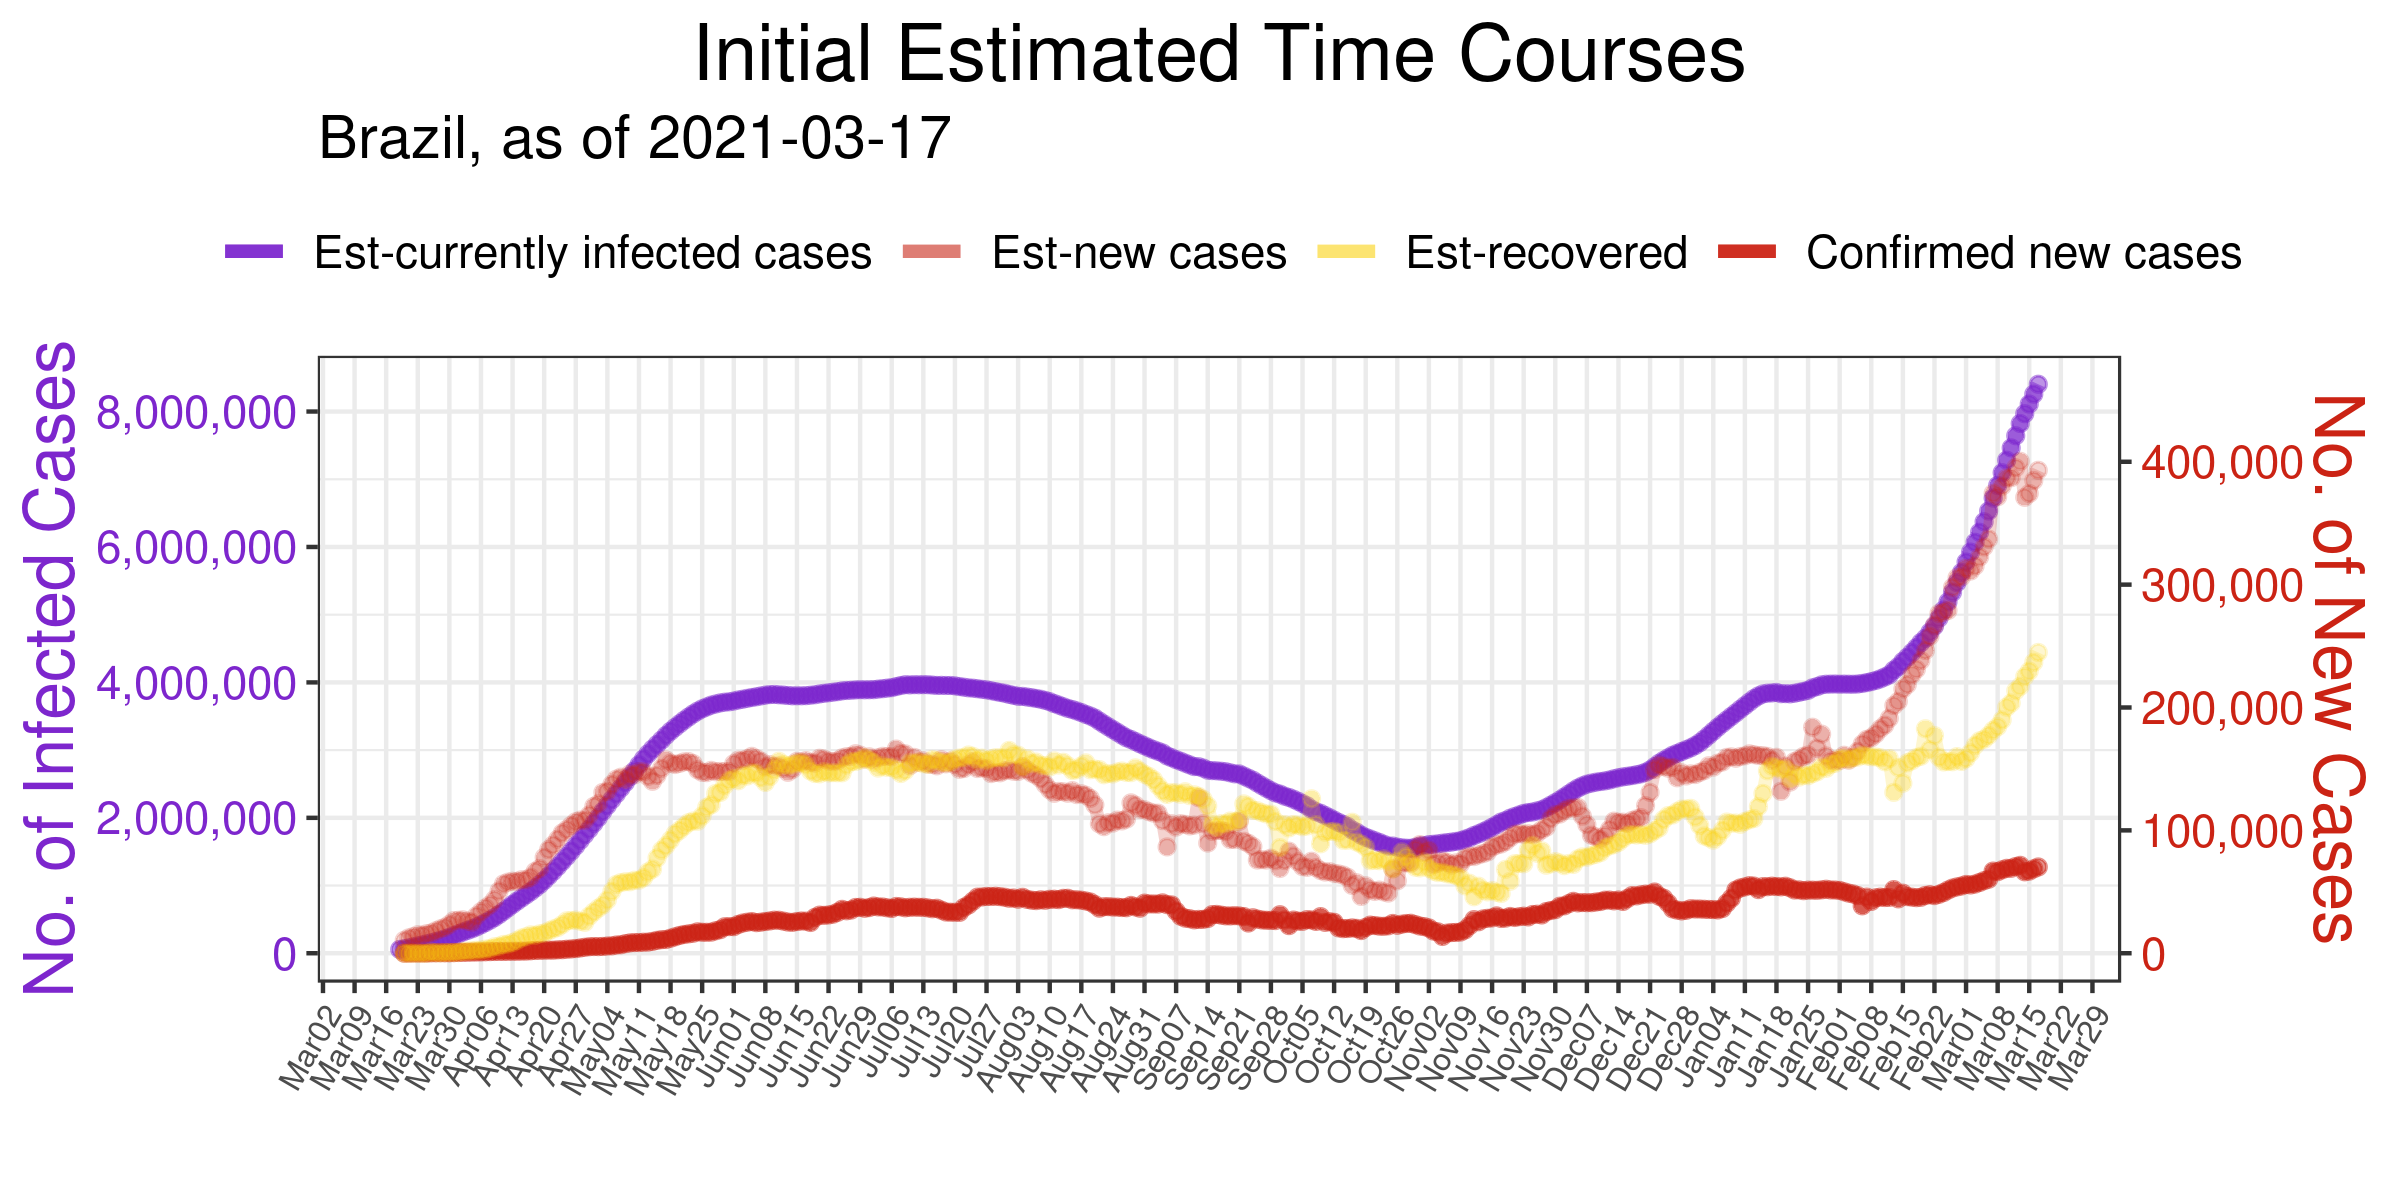 Initial Estimated Time Courses
Brazil, as of 2021-03-17
Est-currently infected cases Est-new cases Est-recovered Confirmed new cases
No. of Infected Cases
8,000,000
6,000,000
4,000,000
2,000,000
0
400,000
300,000
200,000
100,000
0
No. of New Cases
Mar02 Mar09 Mar16 Mar23 Mar30 Apr06 Apr13 Apr20 Apr27 May04 May11 May18 May25 Jun01 Jun08 Jun15 Jun22 Jun29 Jul06 Jul13 Jul20 Jul27 Aug03 Aug10 Aug17 Aug24 Aug31 Sep07 Sep14 Sep21 Sep28 Oct05 Oct12 Oct19 Oct26 Nov02 Nov09 Nov16 Nov23 Nov30 Dec07 Dec14 Dec21 Dec28 Jan04 Jan11 Jan18 Jan25 Feb01 Feb08 Feb15 Feb22 Mar01 Mar08 Mar15 Mar22 Mar29